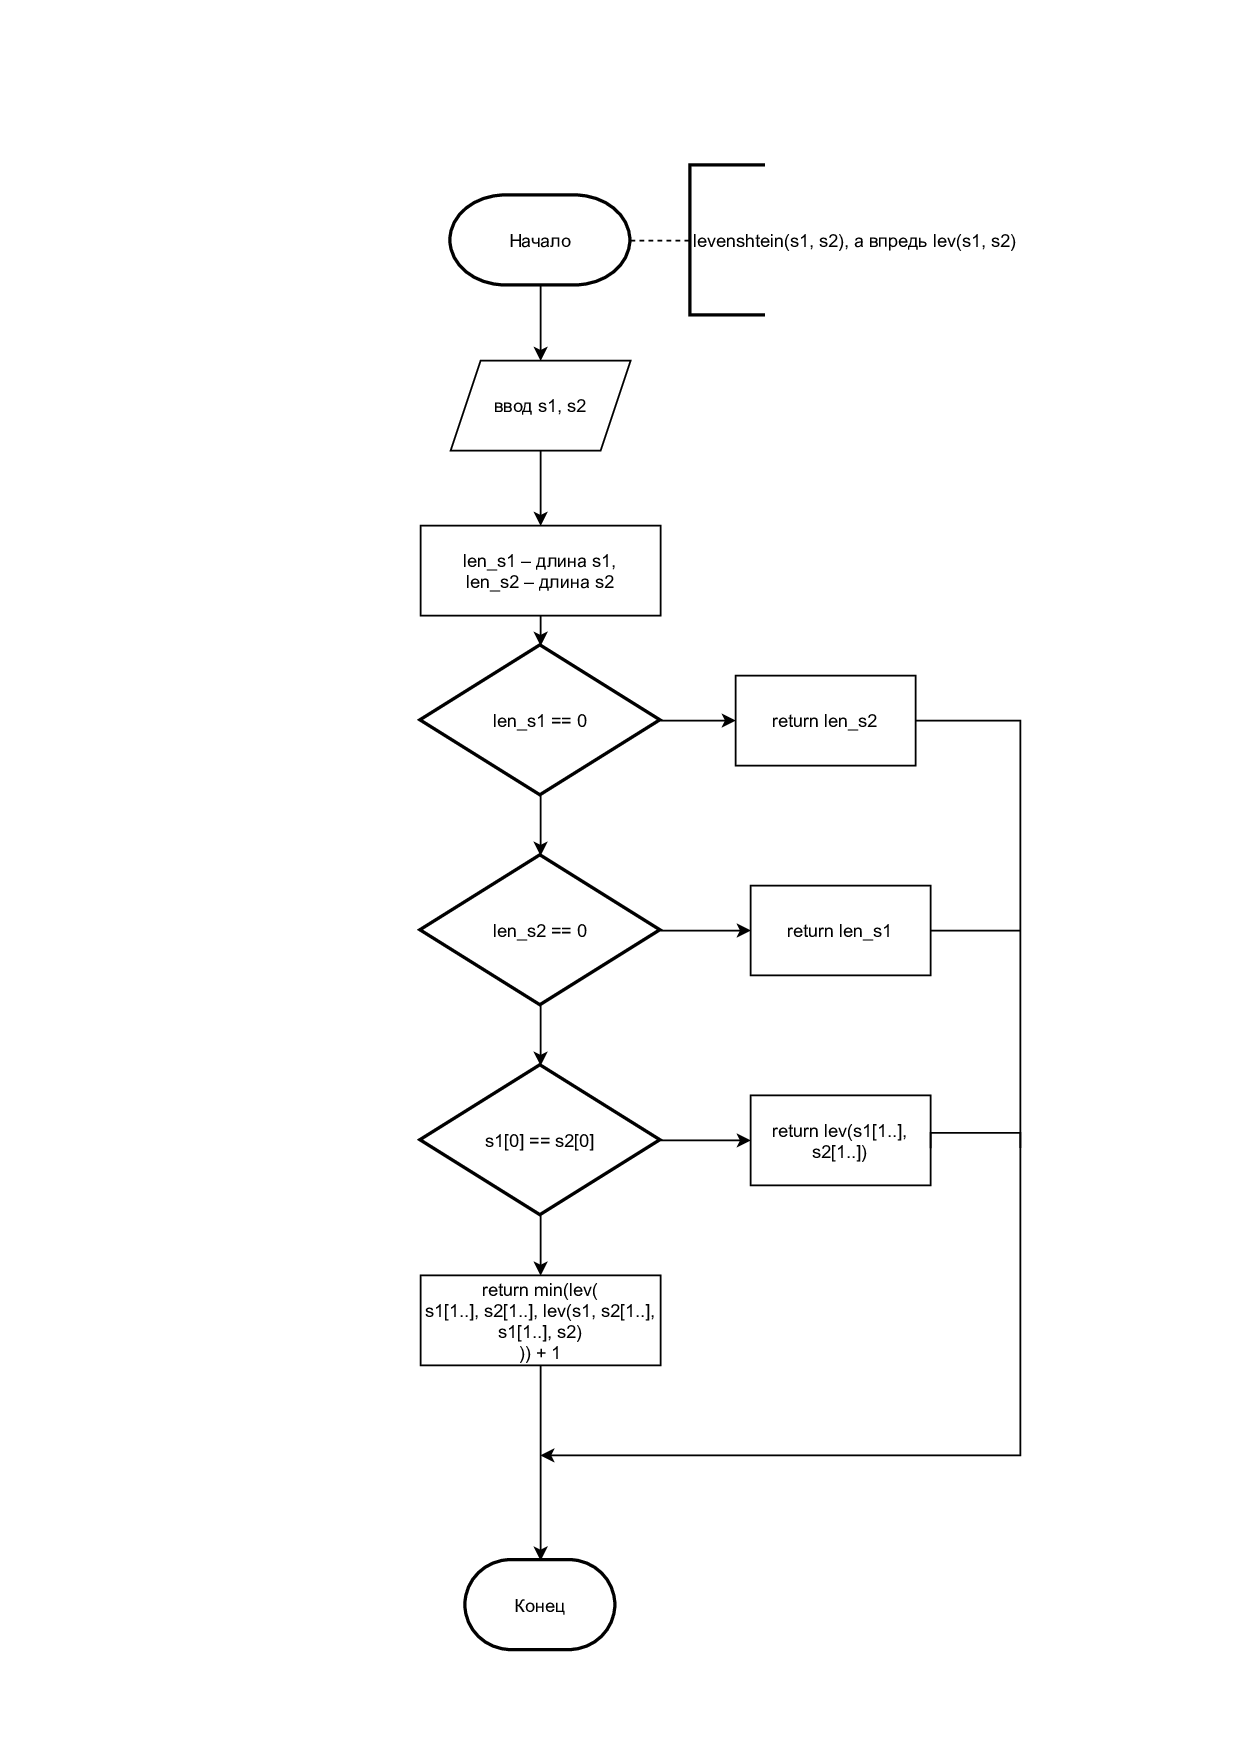 Начало
levenshtein(s1, s2), а впредь lev(s1, s2)
ввод s1, s2
len_s1 – длина s1,
len_s2 – длина s2
len_s1 == 0
return len_s2
len_s2 == 0
return len_s1
s1[0] == s2[0]
return lev(s1[1..],
s2[1..])
return min(lev(
s1[1..], s2[1..], lev(s1, s2[1..],
s1[1..], s2)
)) + 1
Конец